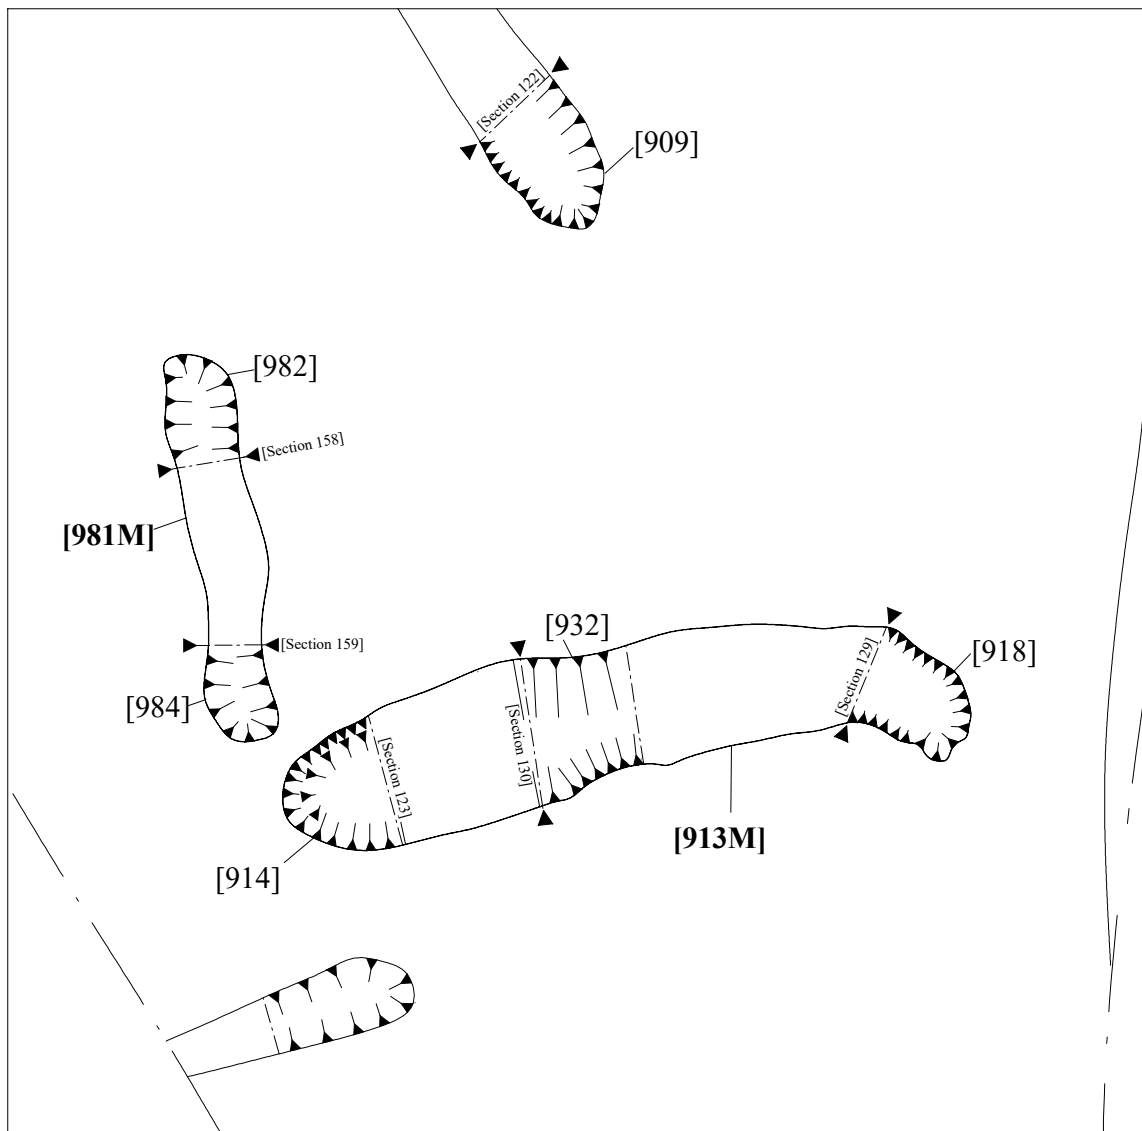 [Section 122]
[909]
[982]
[Section 158]
[981M]
[932]
[Section 159]
[918]
[Section 129]
[984]
[Section 130]
[Section 123]
[913M]
[914]